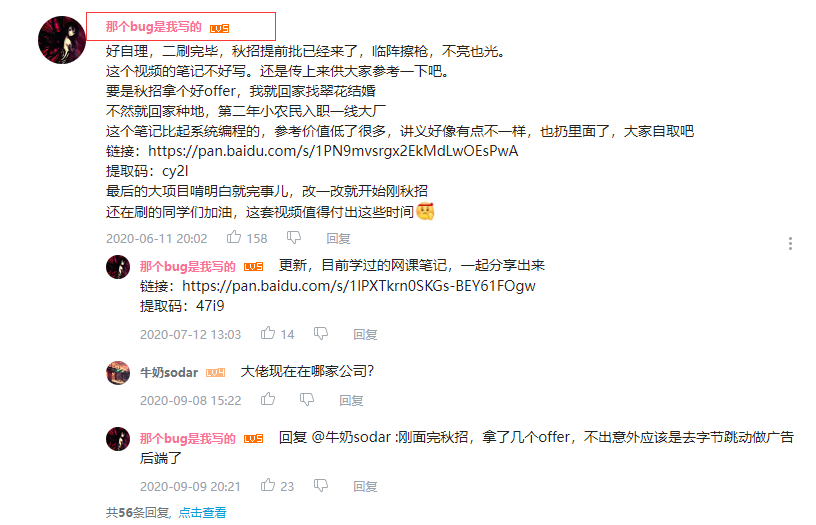 那个bug是我写的 LV5
好自理，二刷完毕，秋招提前批已经来了，临阵擦枪，不亮也光。
这个视频的笔记不好写。还是传上来供大家参考一下吧。
要是秋招拿个好offer，我就回家找翠花结婚
不然就回家种地，第二年小农民入职一线大厂
这个笔记比起系统编程的，参考价值低了很多，讲义好像有点不一样，也扔里面了，大家自取吧
链接：https://pan.baidu.com/s/1PN9mvsrgx2EkMdLwOEsPwA
提取码：cy2l
最后的大项目啃明白就完事儿，改一改就开始刚秋招
还在刷的同学们加油，这套视频值得付出这些时间
2020-06-11 20:02 158 回复
那个bug是我写的 LV5 更新，目前学过的网课笔记，一起分享出来
链接：https://pan.baidu.com/s/1lPXTkrn0SKGs-BEY61FOgw
提取码：47i9
2020-07-12 13:03 14 回复
牛奶sodar LV4 大佬现在在哪家公司？
2020-09-08 15:22 回复
那个bug是我写的 LV5 回复 @牛奶sodar :刚面完秋招，拿了几个offer，不出意外应该是去字节跳动做广告
后端了
2020-09-09 20:21 23 回复
共56条回复, 点击查看